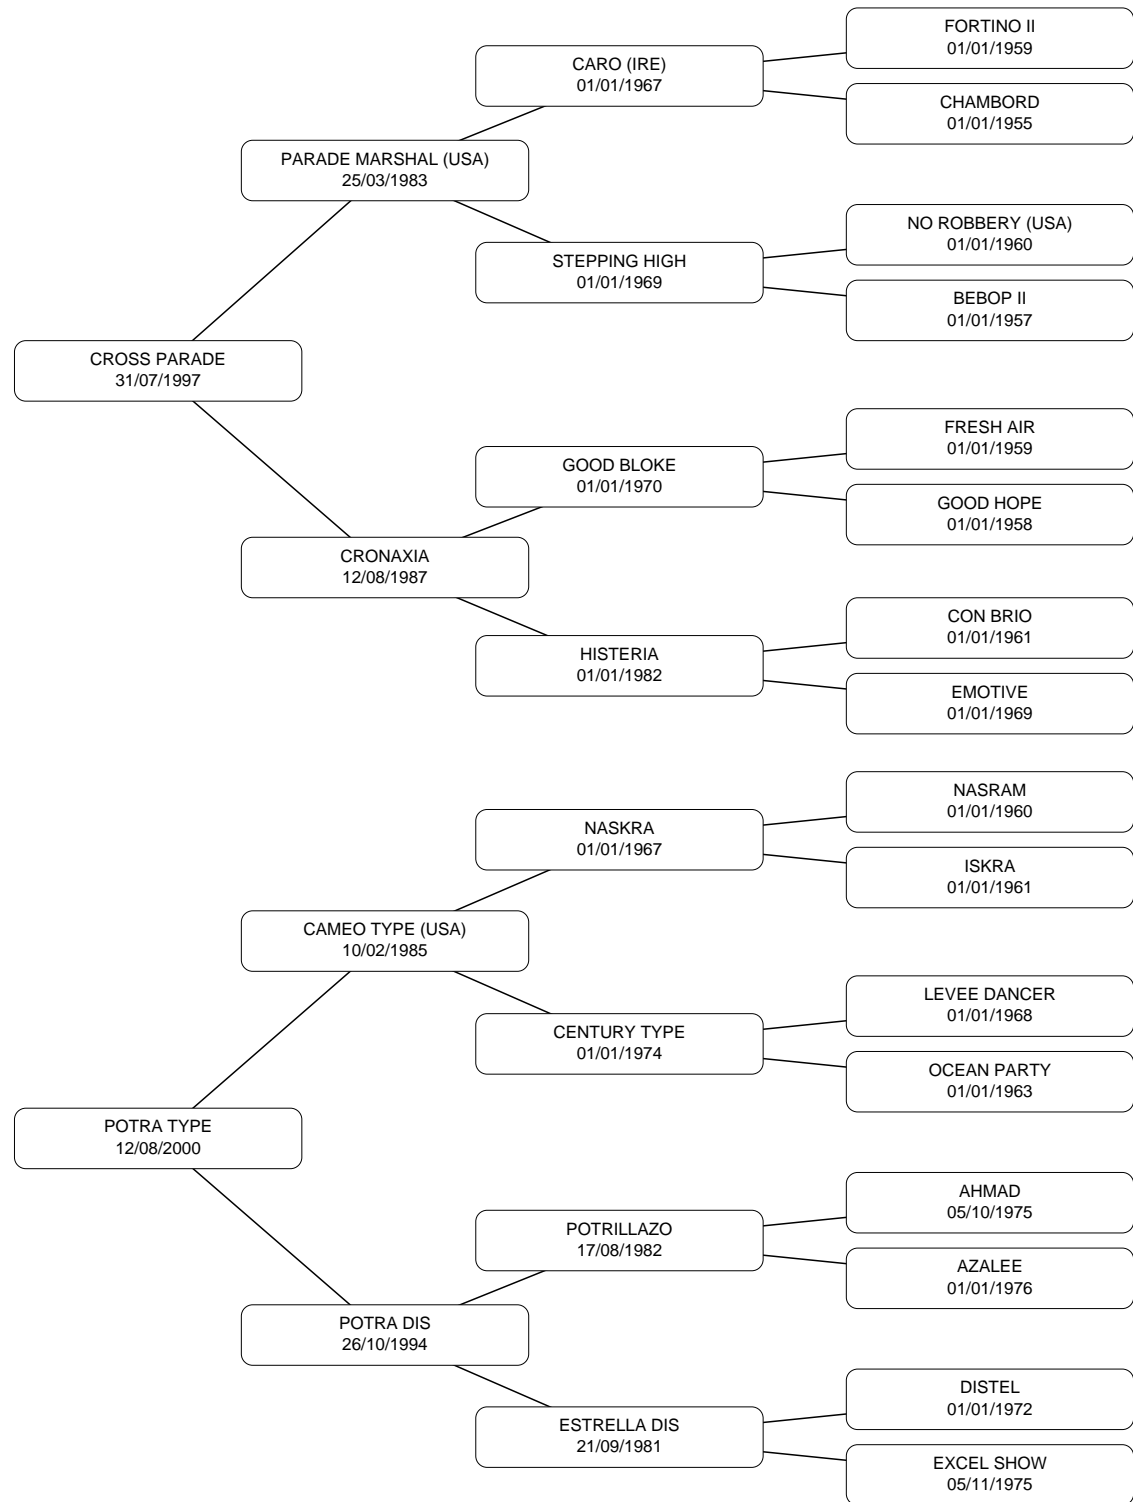 FORTINO II
01/01/1959
CARO (IRE)
01/01/1967
CHAMBORD
01/01/1955
PARADE MARSHAL (USA)
25/03/1983
NO ROBBERY (USA)
01/01/1960
STEPPING HIGH
01/01/1969
BEBOP II
01/01/1957
CROSS PARADE
31/07/1997
FRESH AIR
01/01/1959
GOOD BLOKE
01/01/1970
GOOD HOPE
01/01/1958
CRONAXIA
12/08/1987
CON BRIO
01/01/1961
HISTERIA
01/01/1982
EMOTIVE
01/01/1969
NASRAM
01/01/1960
NASKRA
01/01/1967
ISKRA
01/01/1961
CAMEO TYPE (USA)
10/02/1985
LEVEE DANCER
01/01/1968
CENTURY TYPE
01/01/1974
OCEAN PARTY
01/01/1963
POTRA TYPE
12/08/2000
AHMAD
05/10/1975
POTRILLAZO
17/08/1982
AZALEE
01/01/1976
POTRA DIS
26/10/1994
DISTEL
01/01/1972
ESTRELLA DIS
21/09/1981
EXCEL SHOW
05/11/1975